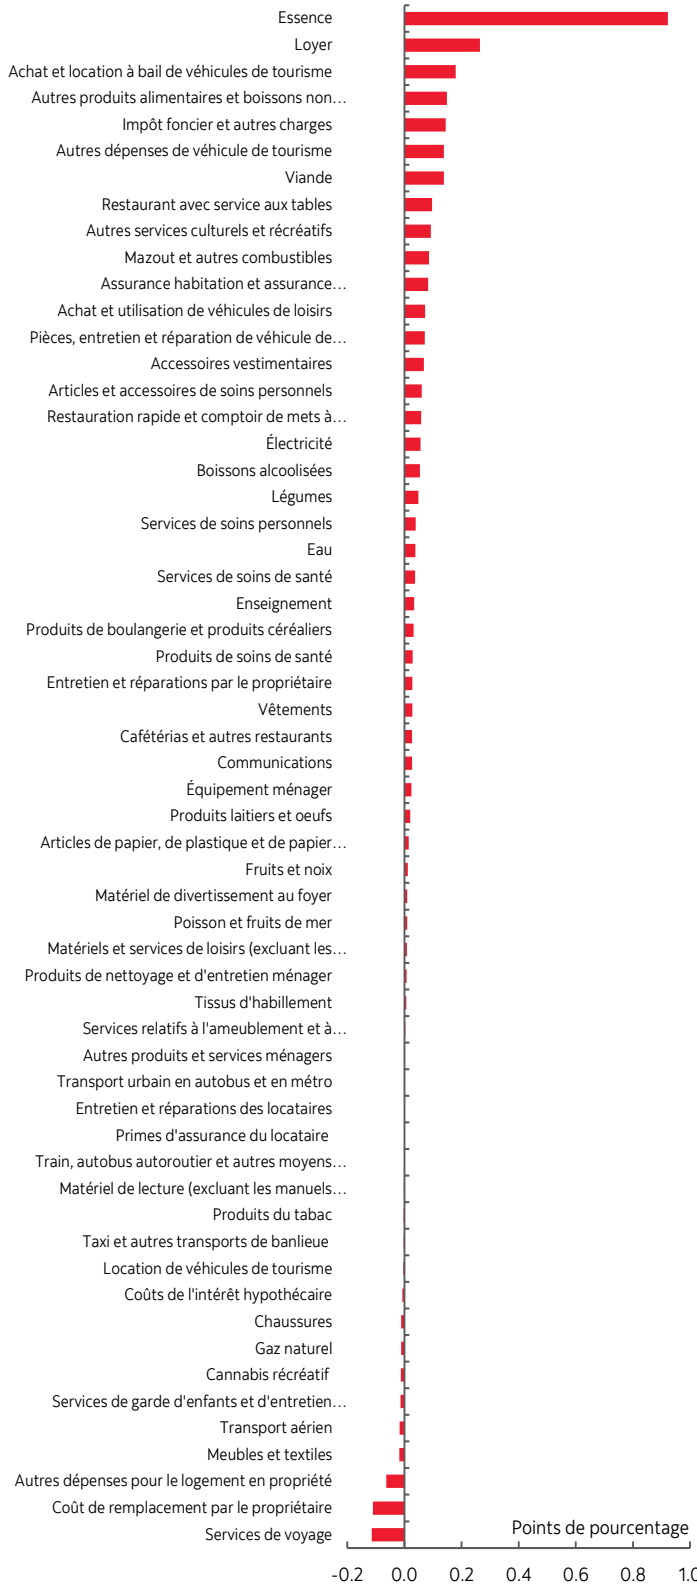 Essence
Loyer
Achat et location à bail de véhicules de tourisme
Autres produits alimentaires et boissons non…
Impôt foncier et autres charges
Autres dépenses de véhicule de tourisme
Viande
Restaurant avec service aux tables
Autres services culturels et récréatifs
Mazout et autres combustibles
Assurance habitation et assurance…
Achat et utilisation de véhicules de loisirs
Pièces, entretien et réparation de véhicule de…
Accessoires vestimentaires
Articles et accessoires de soins personnels
Restauration rapide et comptoir de mets à…
Électricité
Boissons alcoolisées
Légumes
Services de soins personnels
Eau
Services de soins de santé
Enseignement
Produits de boulangerie et produits céréaliers
Produits de soins de santé
Entretien et réparations par le propriétaire
Vêtements
Cafétérias et autres restaurants
Communications
Équipement ménager
Produits laitiers et oeufs
Articles de papier, de plastique et de papier…
Fruits et noix
Matériel de divertissement au foyer
Poisson et fruits de mer
Matériels et services de loisirs (excluant les…
Produits de nettoyage et d'entretien ménager
Tissus d'habillement
Services relatifs à l'ameublement et à…
Autres produits et services ménagers
Transport urbain en autobus et en métro
Entretien et réparations des locataires
Primes d'assurance du locataire
Train, autobus autoroutier et autres moyens…
Matériel de lecture (excluant les manuels…
Produits du tabac
Taxi et autres transports de banlieue
Location de véhicules de tourisme
Coûts de l'intérêt hypothécaire
Chaussures
Gaz naturel
Cannabis récréatif
Services de garde d'enfants et d'entretien…
Transport aérien
Meubles et textiles
Autres dépenses pour le logement en propriété
Coût de remplacement par le propriétaire
Services de voyage
Points de pourcentage
-0.2 0.0 0.2 0.4 0.6 0.8 1.0